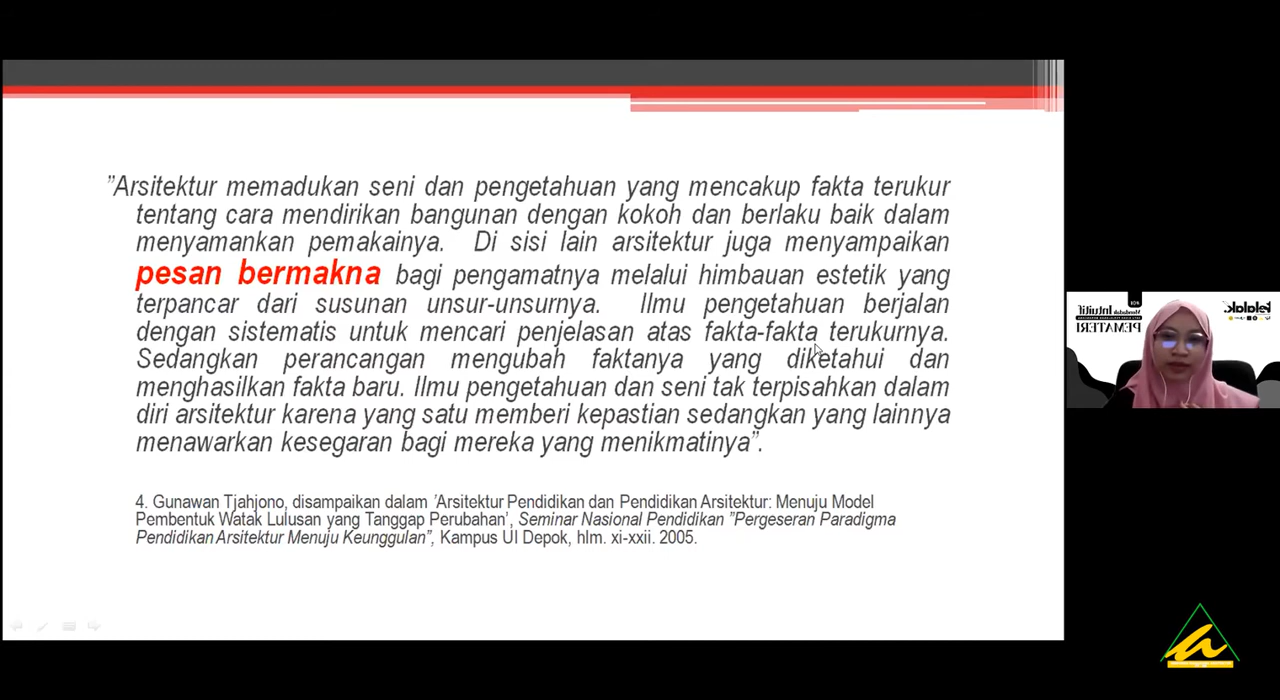 ”Arsitektur memadukan seni dan pengetahuan yang mencakup fakta terukur
tentang cara mendirikan bangunan dengan kokoh dan berlaku baik dalam
menyamankan pemakainya. Di sisi lain arsitektur juga menyampaikan
pesan bermakna bagi pengamatnya melalui himbauan estetik yang
terpancar dari susunan unsur-unsurnya. Ilmu pengetahuan berjalan
dengan sistematis untuk mencari penjelasan atas fakta-fakta terukurnya.
Sedangkan perancangan mengubah faktanya yang diketahui dan
menghasilkan fakta baru. Ilmu pengetahuan dan seni tak terpisahkan dalam
diri arsitektur karena yang satu memberi kepastian sedangkan yang lainnya
menawarkan kesegaran bagi mereka yang menikmatinya”.
4. Gunawan Tjahjono, disampaikan dalam ’Arsitektur Pendidikan dan Pendidikan Arsitektur: Menuju Model
Pembentuk Watak Lulusan yang Tanggap Perubahan’, Seminar Nasional Pendidikan ”Pergeseran Paradigma
Pendidikan Arsitektur Menuju Keunggulan”, Kampus UI Depok, hlm. xi-xxii. 2005.
Intuitif
PEMATERI